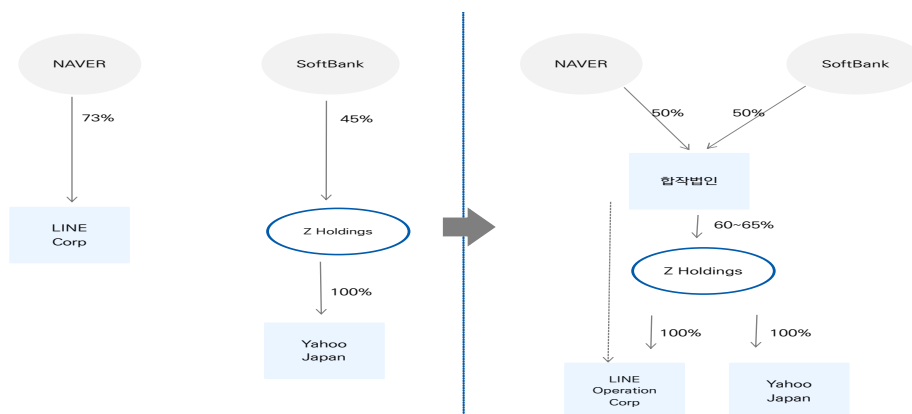 NAVER
SoftBank
73%
45%
LINE
Corp
Z Holdings
100%
Yahoo
Japan
NAVER
SoftBank
50%
50%
합작법인
60~65%
Z Holdings
100%
100%
LINE
Operation
Corp
Yahoo
Japan